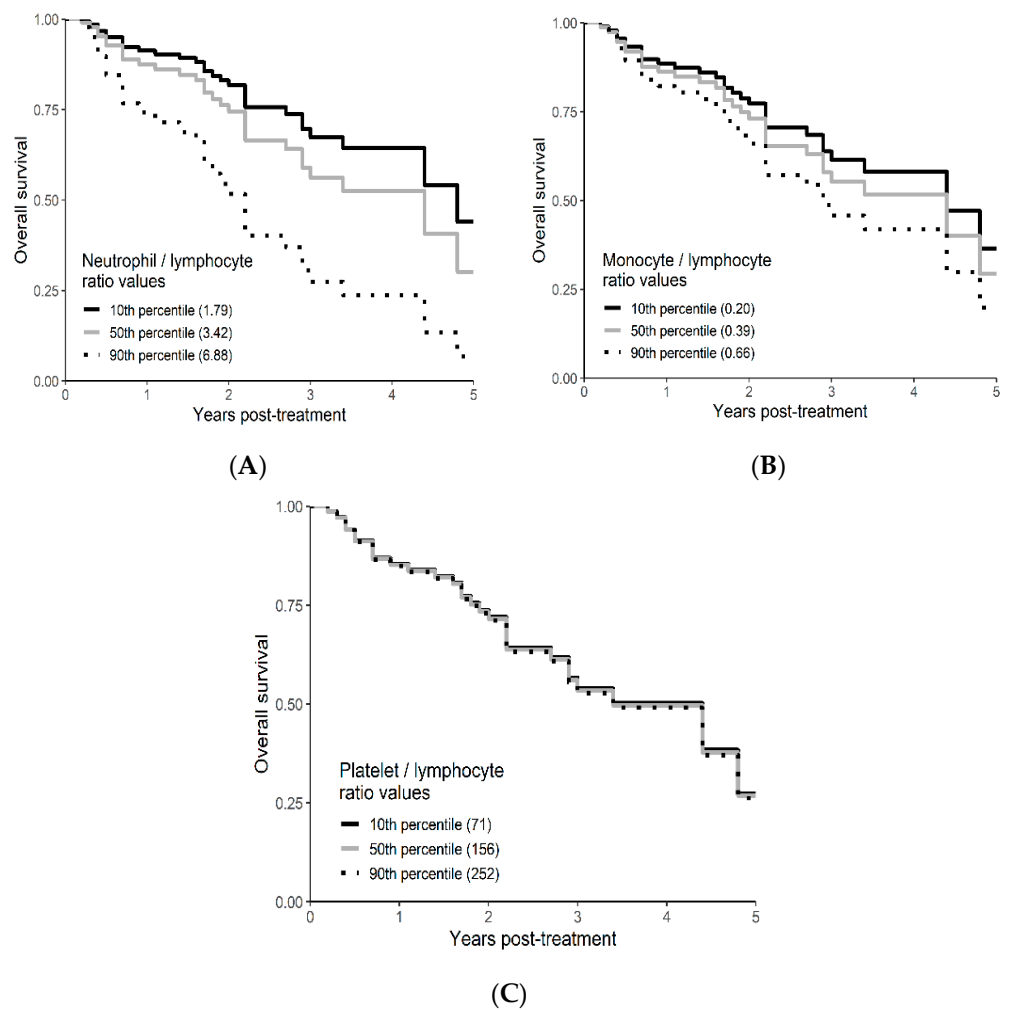 1.00
0.75
0.50
0.25
0.00
Overall survival
Neutrophil / lymphocyte
ratio values
10th percentile (1.79)
50th percentile (3.42)
90th percentile (6.88)
0 1 2 3 4 5
Years post-treatment
(A)
1.00
0.75
0.50
0.25
0.00
Overall survival
Monocyte / lymphocyte
ratio values
10th percentile (0.20)
50th percentile (0.39)
90th percentile (0.66)
0 1 2 3 4 5
Years post-treatment
(B)
1.00
0.75
0.50
0.25
0.00
Overall survival
Platelet / lymphocyte
ratio values
10th percentile (71)
50th percentile (156)
90th percentile (252)
0 1 2 3 4 5
Years post-treatment
(C)